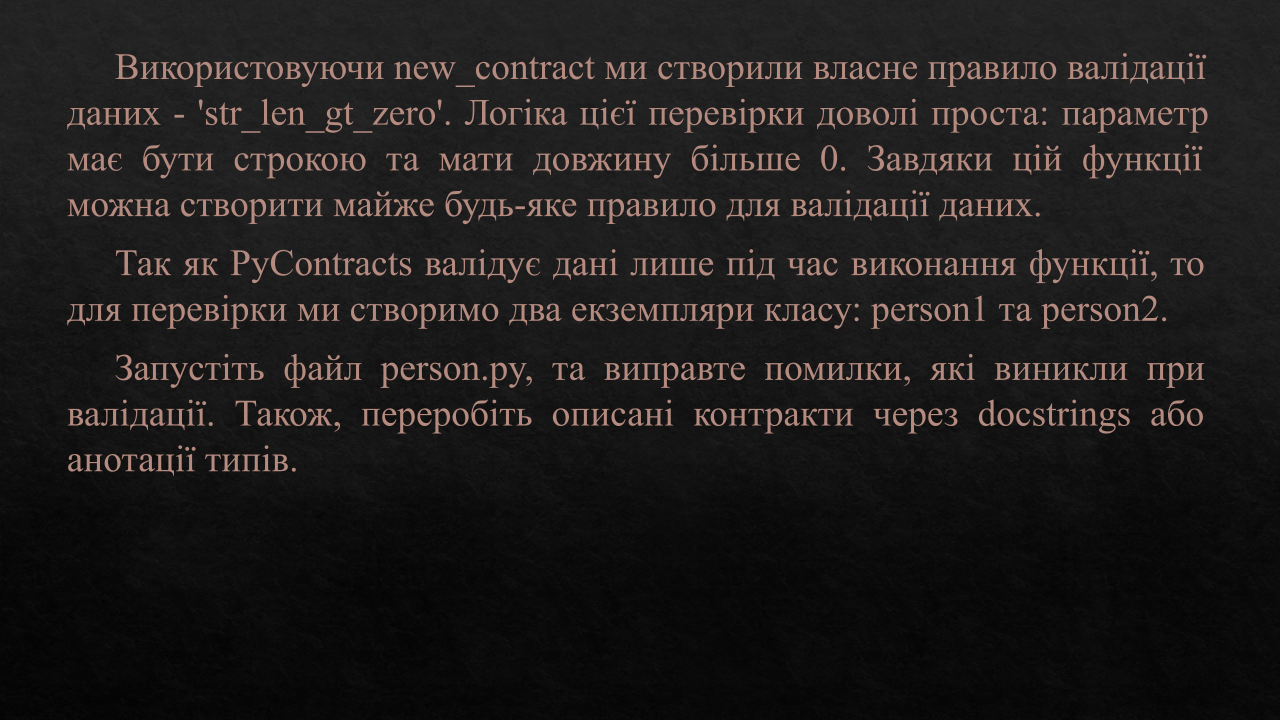 Використовуючи new_contract ми створили власне правило валідації
даних - 'str_len_gt_zero'. Логіка цієї перевірки доволі проста: параметр
має бути строкою та мати довжину більше 0. Завдяки цій функції
можна створити майже будь-яке правило для валідації даних.
Так як PyContracts валідує дані лише під час виконання функції, то
для перевірки ми створимо два екземпляри класу: person1 та person2.
Запустіть файл person.py, та виправте помилки, які виникли при
валідації. Також, переробіть описані контракти через docstrings або
анотації типів.